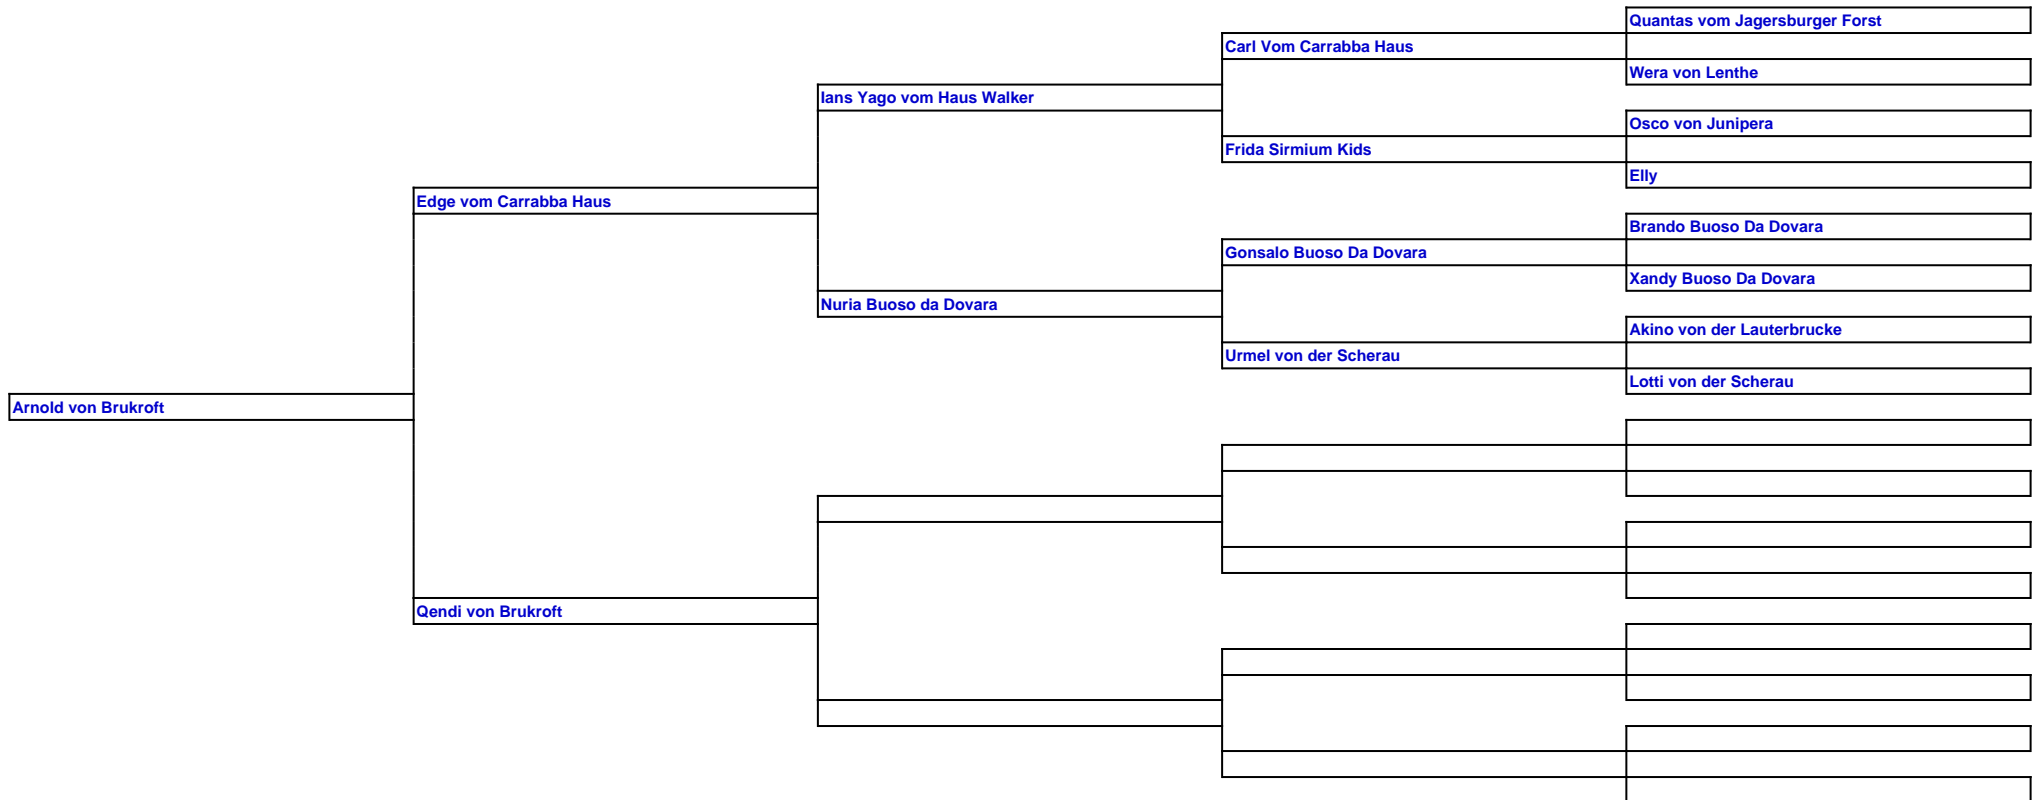 Quantas vom Jagersburger Forst
Carl Vom Carrabba Haus
Wera von Lenthe
Ians Yago vom Haus Walker
Osco von Junipera
Frida Sirmium Kids
Elly
Edge vom Carrabba Haus
Brando Buoso Da Dovara
Gonsalo Buoso Da Dovara
Xandy Buoso Da Dovara
Nuria Buoso da Dovara
Akino von der Lauterbrucke
Urmel von der Scherau
Lotti von der Scherau
Arnold von Brukroft
Qendi von Brukroft